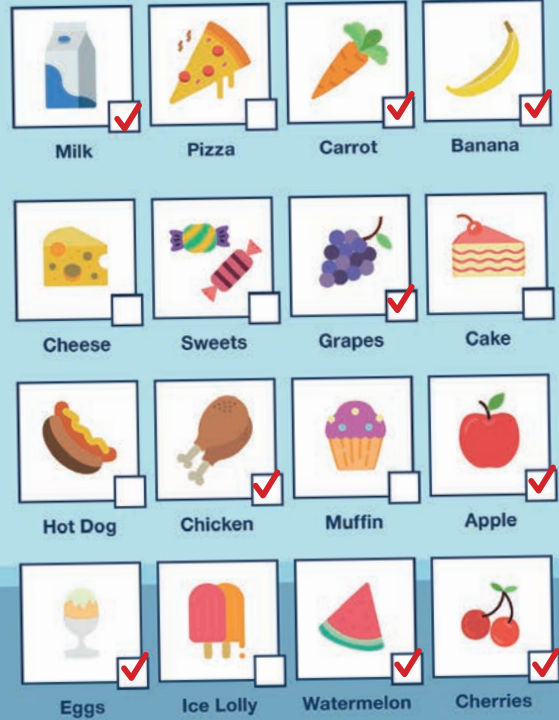 Milk Pizza Carrot Banana
Cheese Sweets Grapes Cake
Hot Dog Chicken Muffin Apple
Eggs Ice Lolly Watermelon Cherries